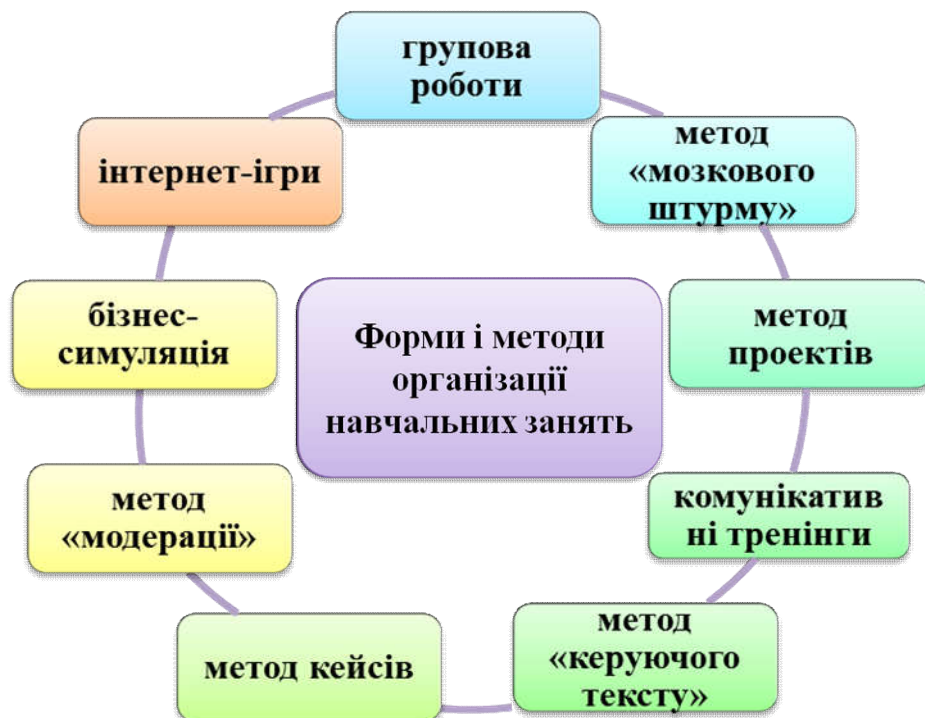 групова
роботи
метод
«мозкового
штурму»
метод
проектів
комунікатив
ні тренінги
метод
«керуючого
тексту»
метод кейсів
метод
«модерації»
бізнес-
симуляція
інтернет-ігри
Форми і методи
організації
навчальних занять